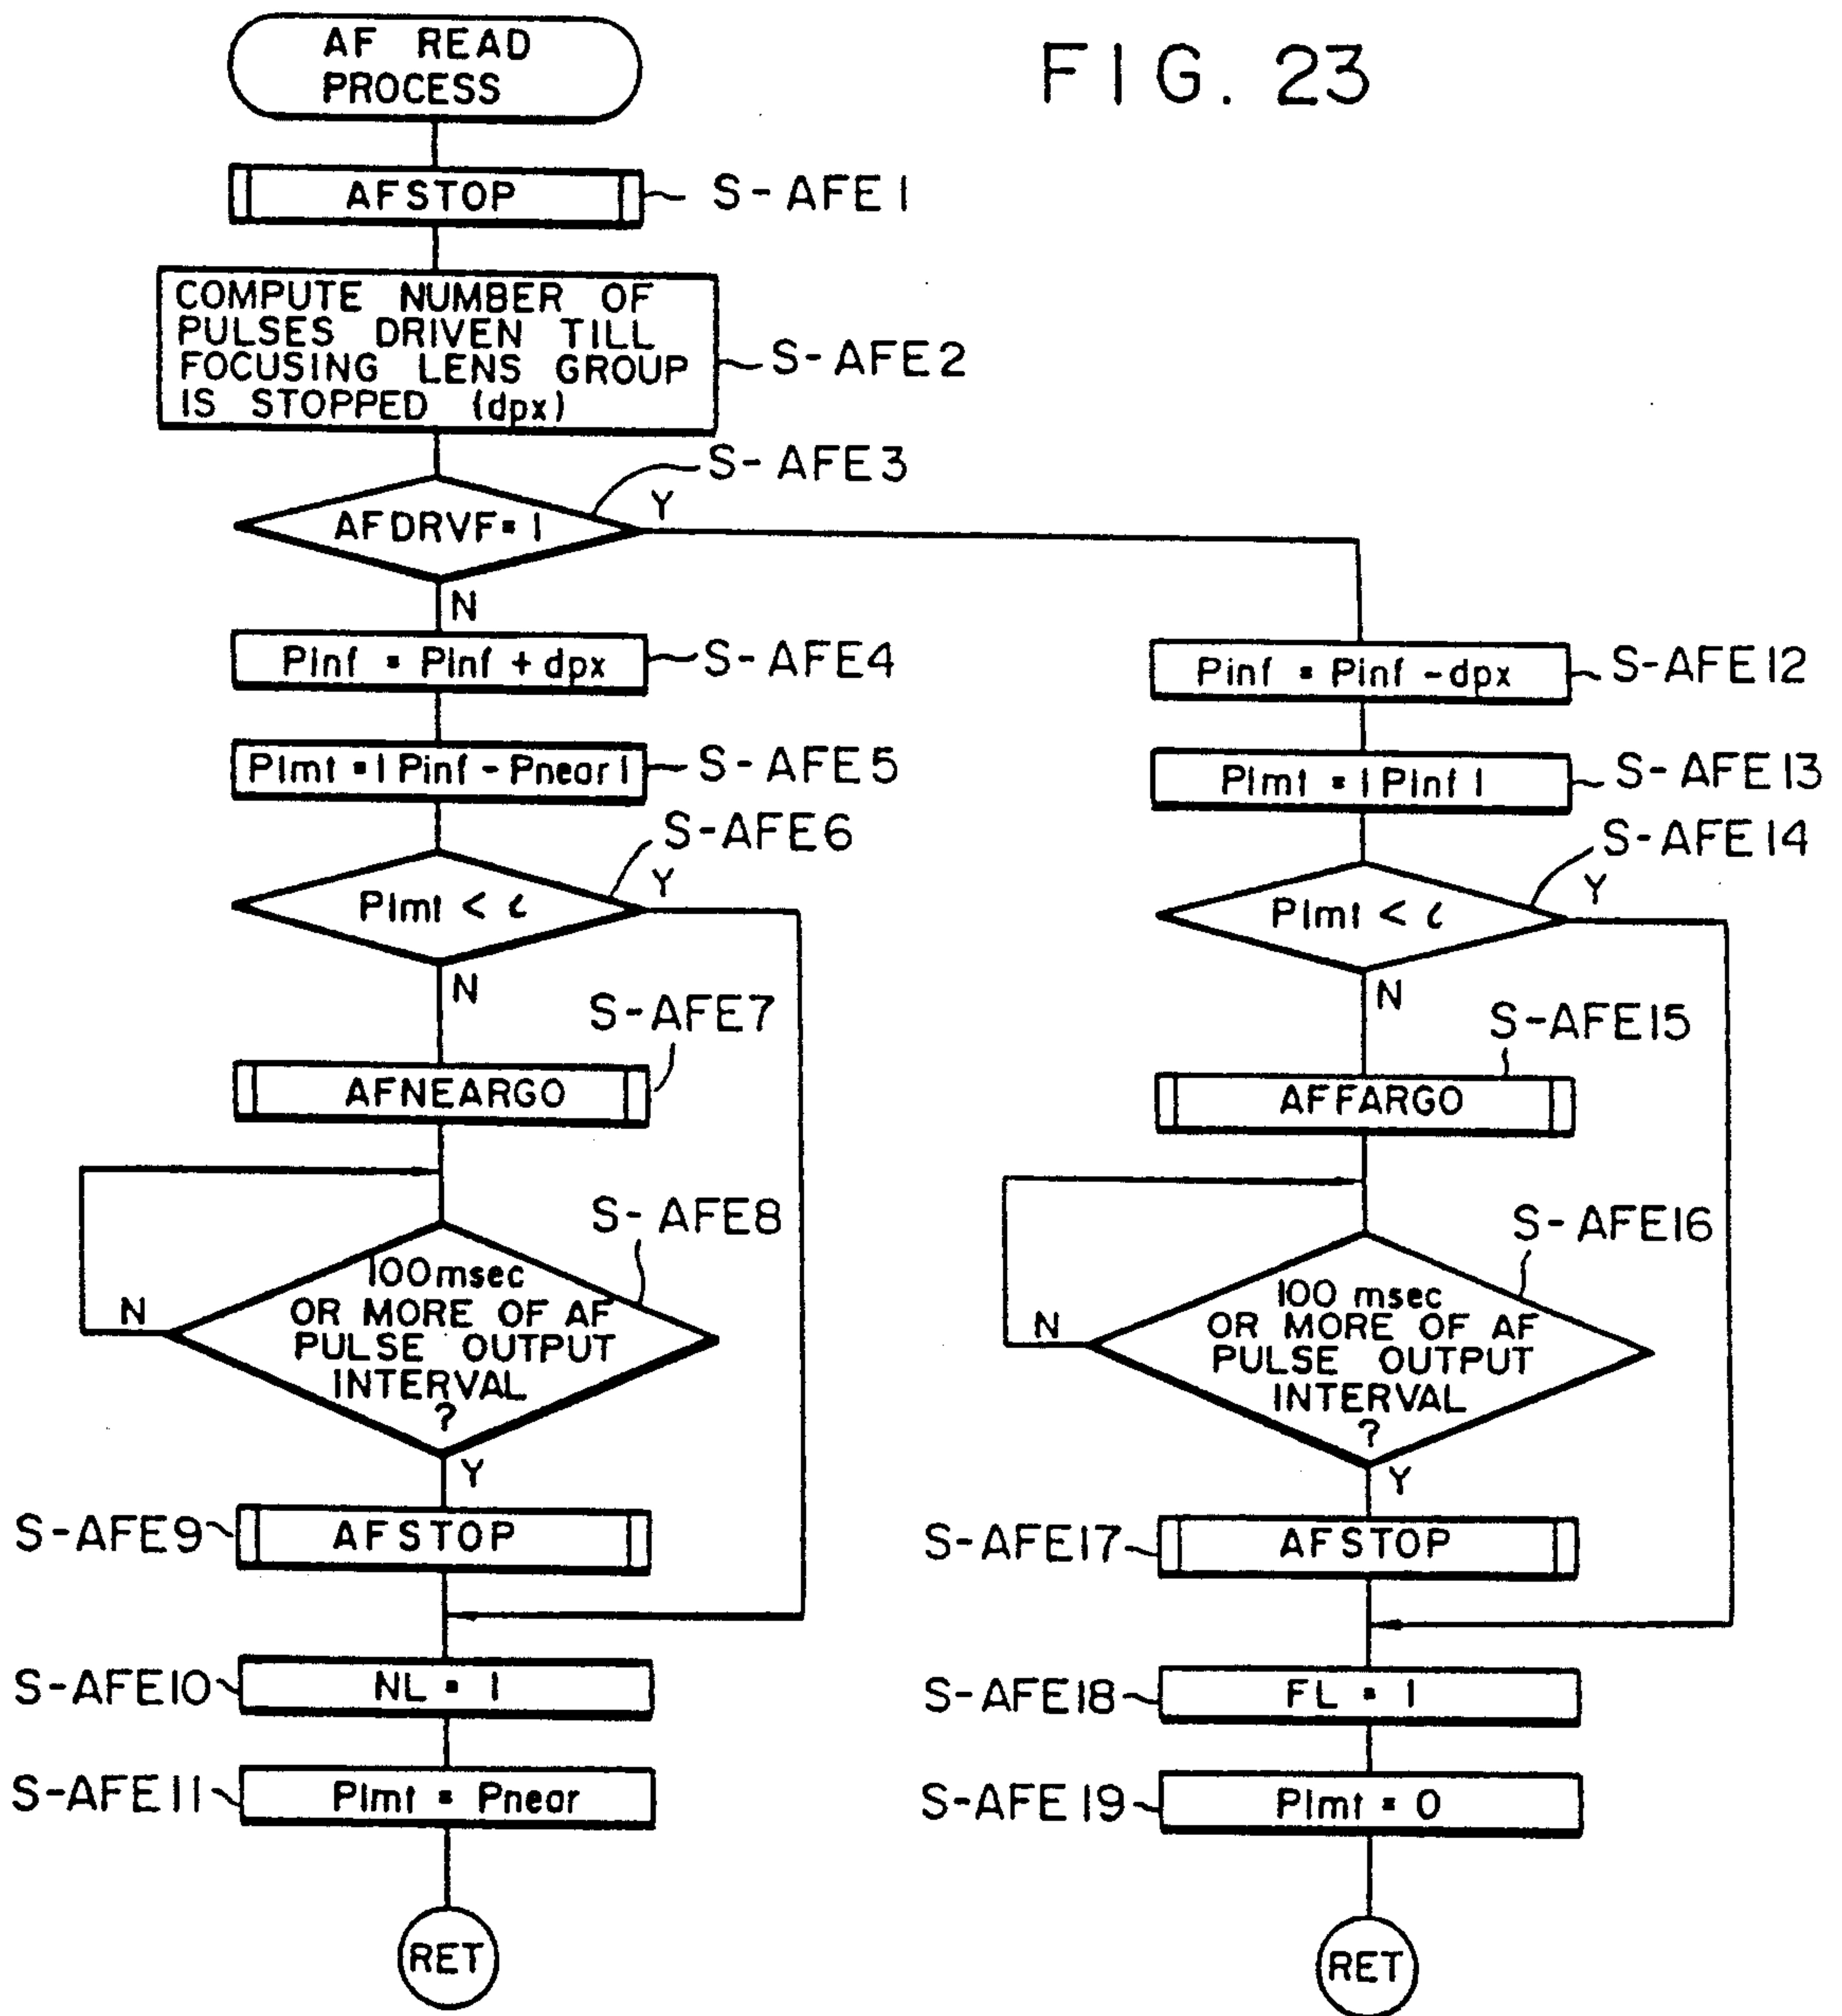 FIG. 23
AF READ
PROCESS
AFSTOP
S-AFE1
COMPUTE NUMBER OF
PULSES DRIVEN TILL
FOCUSING LENS GROUP
IS STOPPED (dpx)
S-AFE2
S-AFE3
AFDRVF = 1
Y
N
Pinf = Pinf + dpx
S-AFE4
Plmt = | Pinf - Pnear |
S-AFE5
S-AFE6
Plmt <
Y
N
S-AFE7
AFNEARGO
S-AFE8
100msec
OR MORE OF AF
PULSE OUTPUT
INTERVAL
?
N
Y
S-AFE9
AFSTOP
S-AFE10
NL = 1
S-AFE11
Plmt = Pnear
RET
Pinf = Pinf - dpx
S-AFE12
Plmt = | Pinf |
S-AFE13
S-AFE14
Plmt <
Y
N
S-AFE15
AFFARGO
S-AFE16
100 msec
OR MORE OF AF
PULSE OUTPUT
INTERVAL
?
N
Y
S-AFE17
AFSTOP
S-AFE18
FL = 1
S-AFE19
Plmt = 0
RET